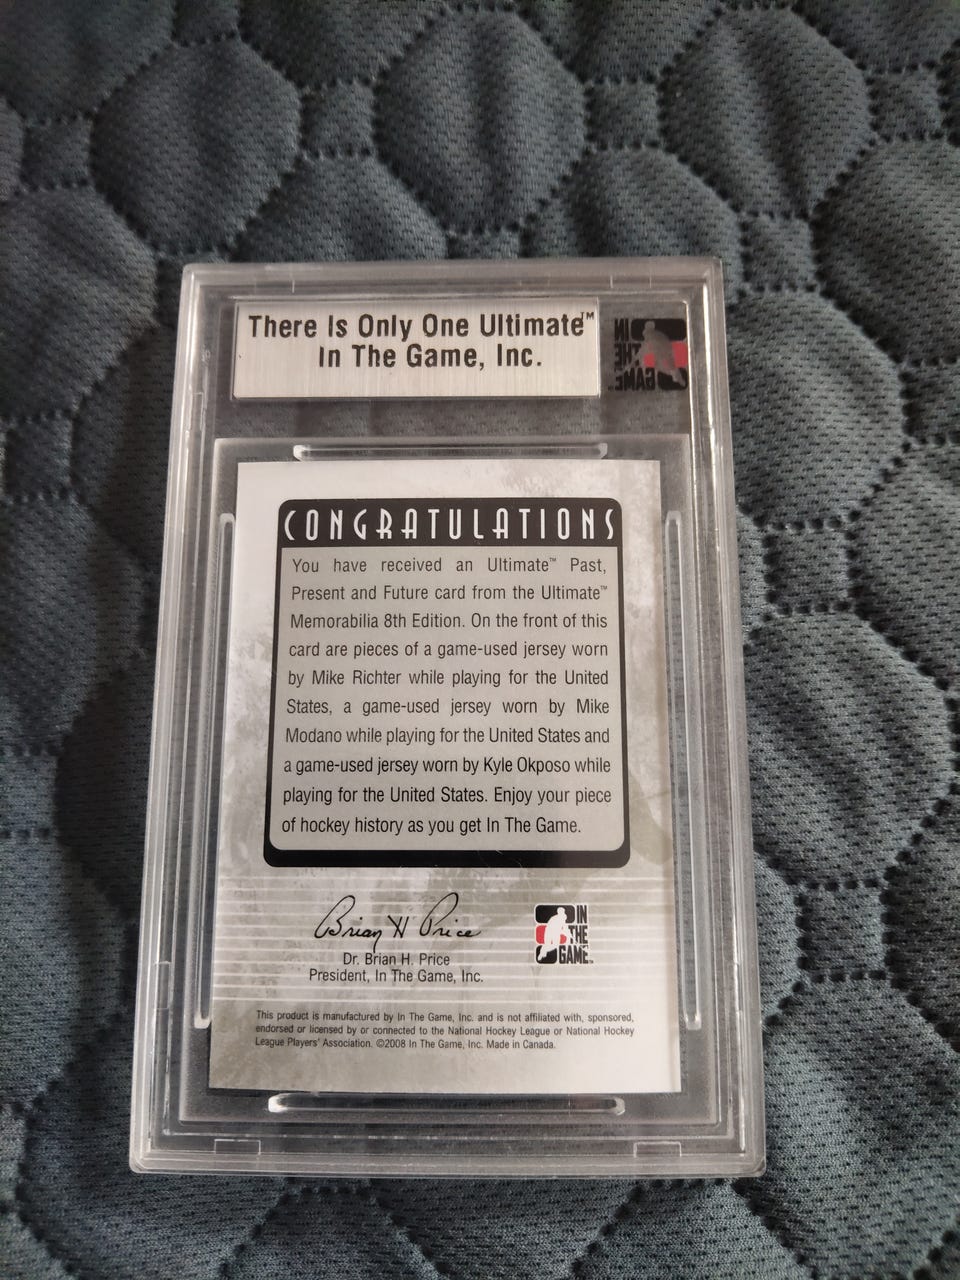 There Is Only One Ultimate™
In The Game, Inc.
IN
THE
GAME™
CONGRATULATIONS
You have received an Ultimate™ Past,
Present and Future card from the Ultimate™
Memorabilia 8th Edition. On the front of this
card are pieces of a game-used jersey worn
by Mike Richter while playing for the United
States, a game-used jersey worn by Mike
Modano while playing for the United States and
a game-used jersey worn by Kyle Okposo while
playing for the United States. Enjoy your piece
of hockey history as you get In The Game.
Brian H Price
Dr. Brian H. Price
President, In The Game, Inc.
IN
THE
GAME™
This product is manufactured by In The Game, Inc. and is not affiliated with, sponsored,
endorsed or licensed by or connected to the National Hockey League or National Hockey
League Players' Association. ©2008 In The Game, Inc. Made in Canada.